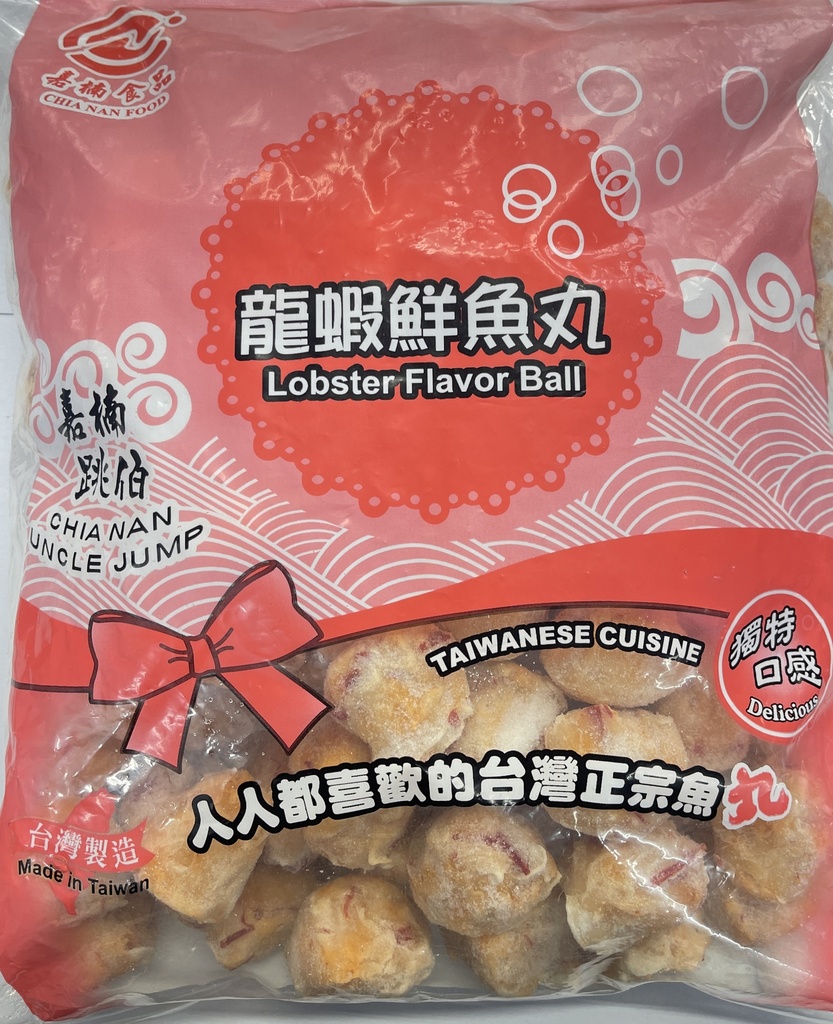 嘉楠食品
CHIA NAN FOOD
龍蝦鮮魚丸
Lobster Flavor Ball
嘉楠
跳伯
CHIA NAN
UNCLE JUMP
TAIWANESE CUISINE
獨特
口感
Delicious
人人都喜歡的台灣正宗魚丸
台灣製造
Made in Taiwan